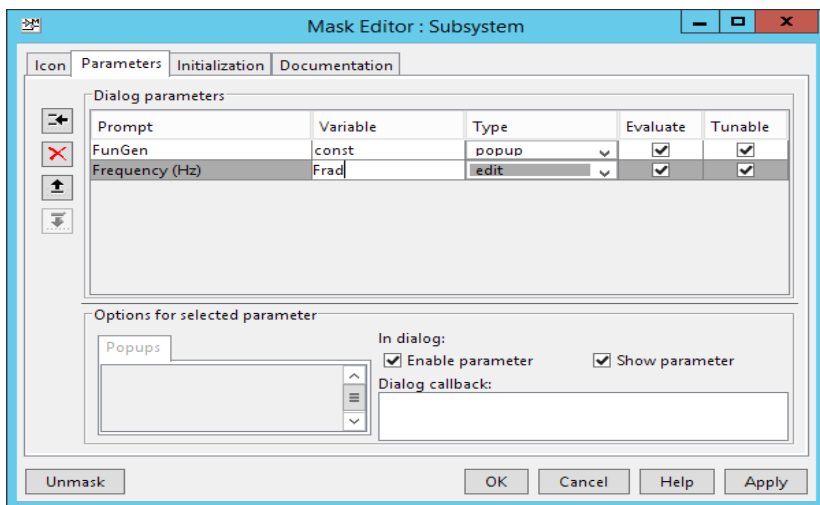 Mask Editor : Subsystem
Icon Parameters Initialization Documentation
Dialog parameters
Prompt Variable Type Evaluate Tunable
FunGen const popup
Frequency (Hz) Frad edit
Options for selected parameter
Popups
In dialog:
Enable parameter Show parameter
Dialog callback:
Unmask OK Cancel Help Apply